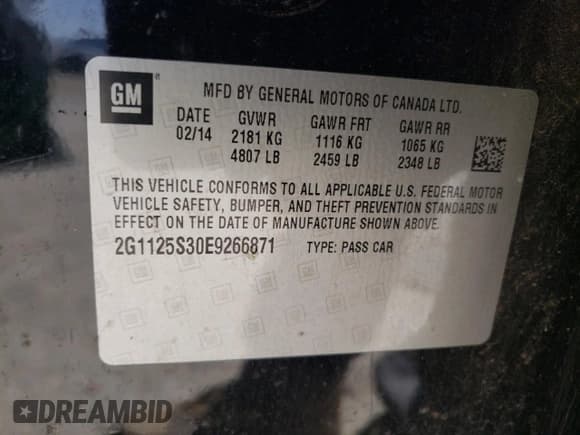 GM
MFD BY GENERAL MOTORS OF CANADA LTD.
DATE GVWR GAWR FRT GAWR RR
02/14 2181 KG 1116 KG 1065 KG
4807 LB 2459 LB 2348 LB
THIS VEHICLE CONFORMS TO ALL APPLICABLE U.S. FEDERAL MOTOR
VEHICLE SAFETY, BUMPER, AND THEFT PREVENTION STANDARDS IN
EFFECT ON THE DATE OF MANUFACTURE SHOWN ABOVE.
2G1125S30E9266871 TYPE: PASS CAR
DREAMBID